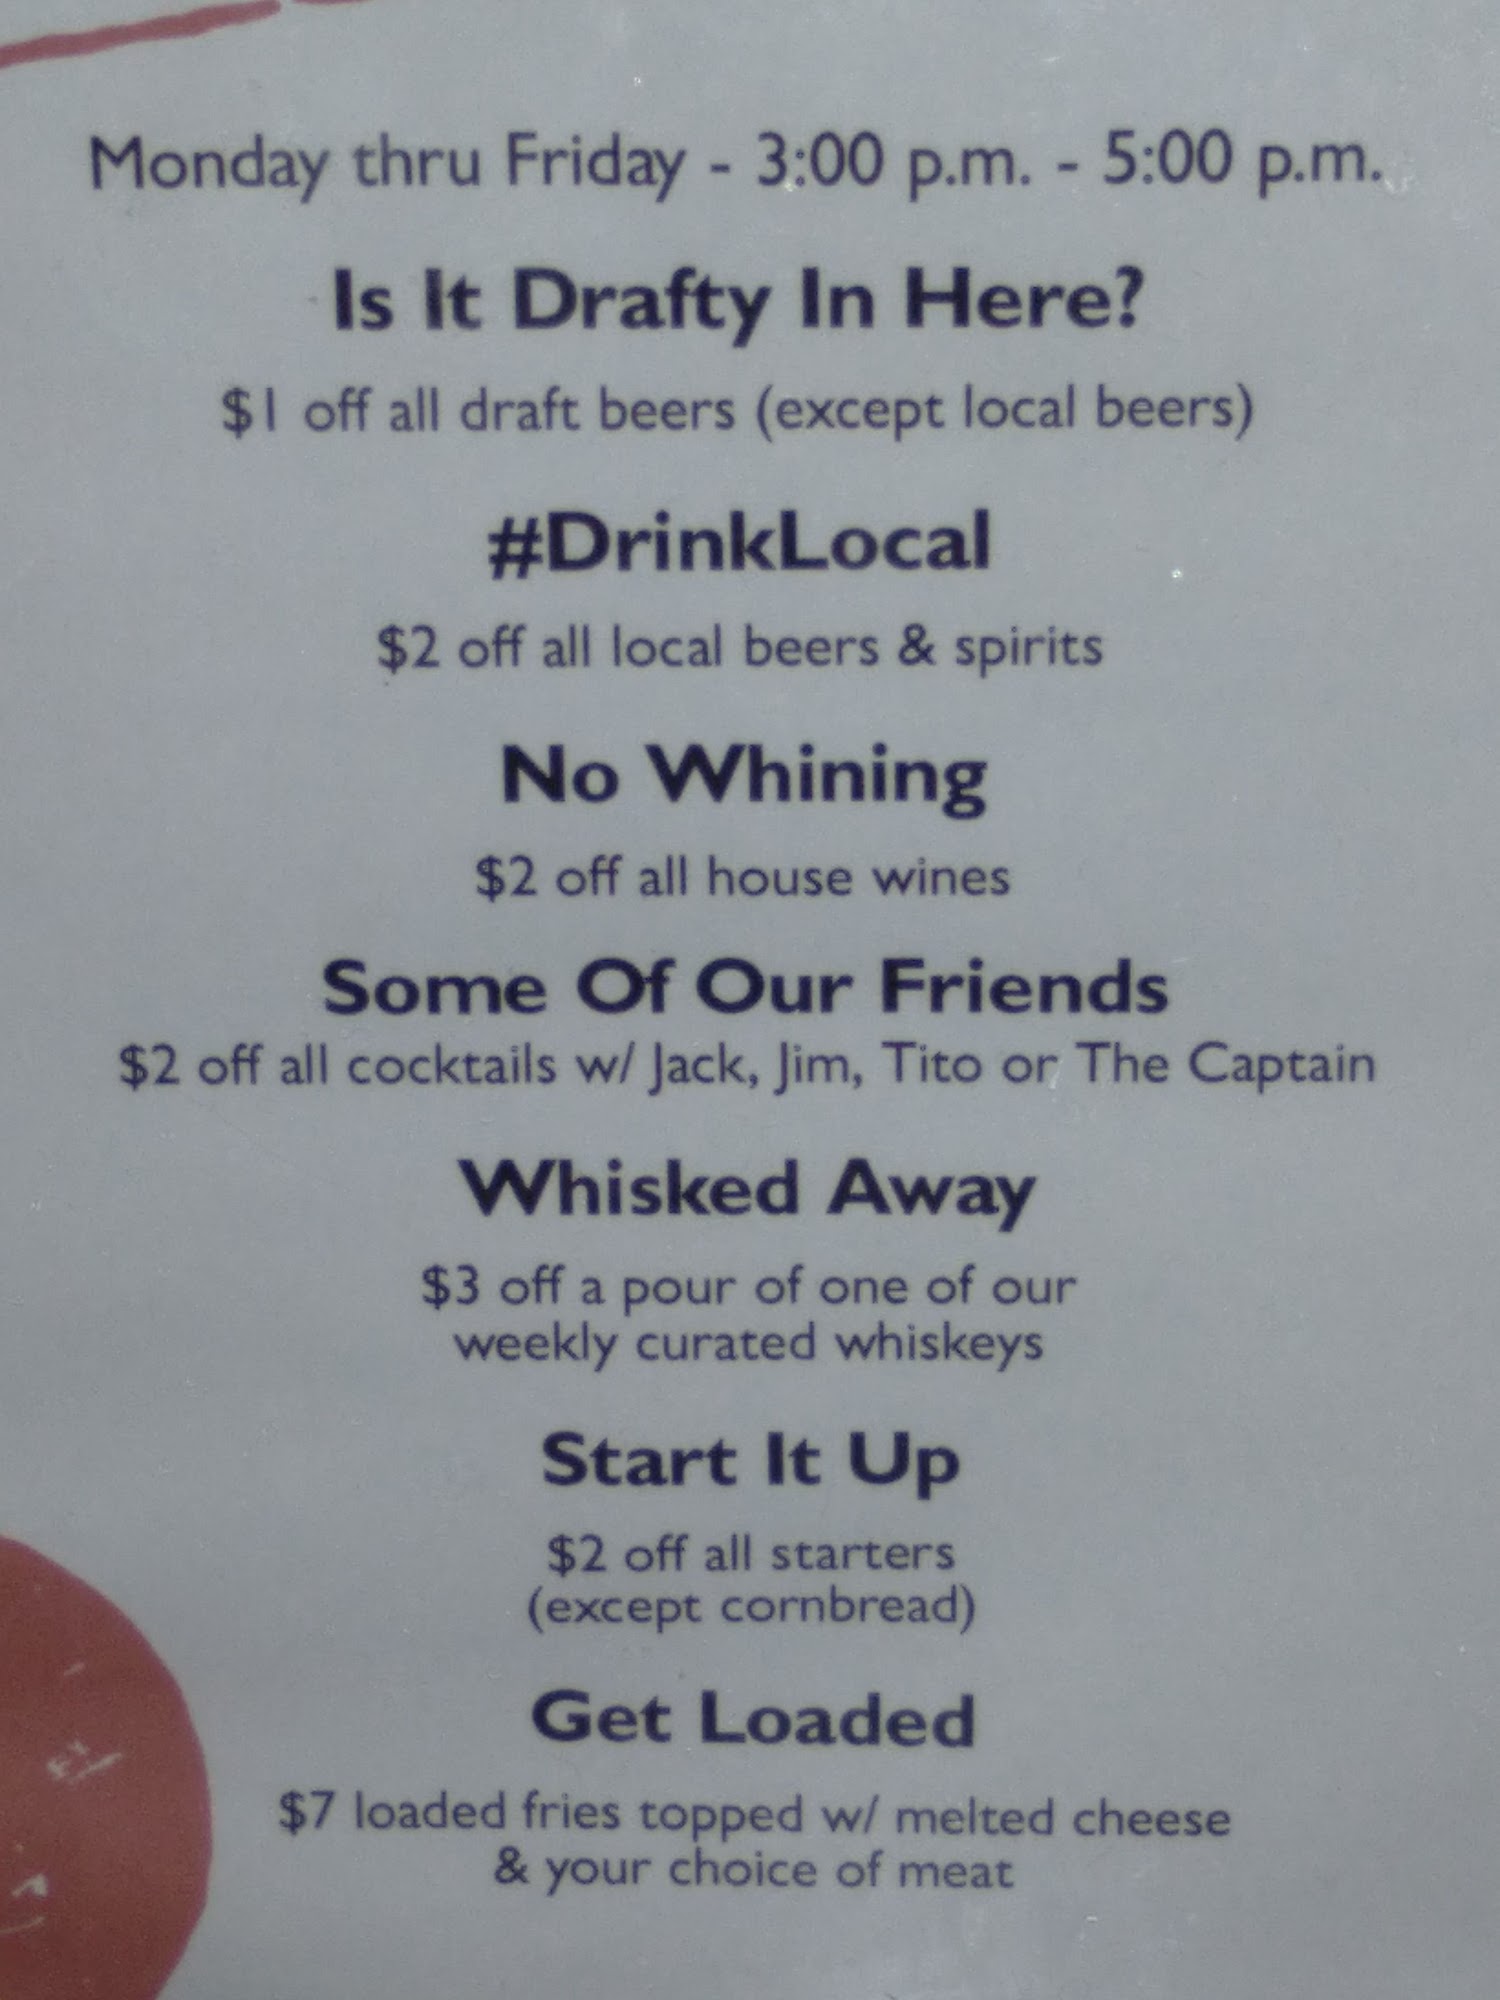 Monday thru Friday - 3:00 p.m. - 5:00 p.m.
Is It Drafty In Here?
$1 off all draft beers (except local beers)
#DrinkLocal
$2 off all local beers & spirits
No Whining
$2 off all house wines
Some Of Our Friends
$2 off all cocktails w/ Jack, Jim, Tito or The Captain
Whisked Away
$3 off a pour of one of our
weekly curated whiskeys
Start It Up
$2 off all starters
(except cornbread)
Get Loaded
$7 loaded fries topped w/ melted cheese
& your choice of meat